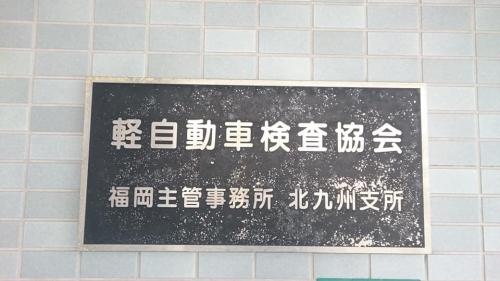 軽自動車検査協会
福岡主管事務所 北九州支所